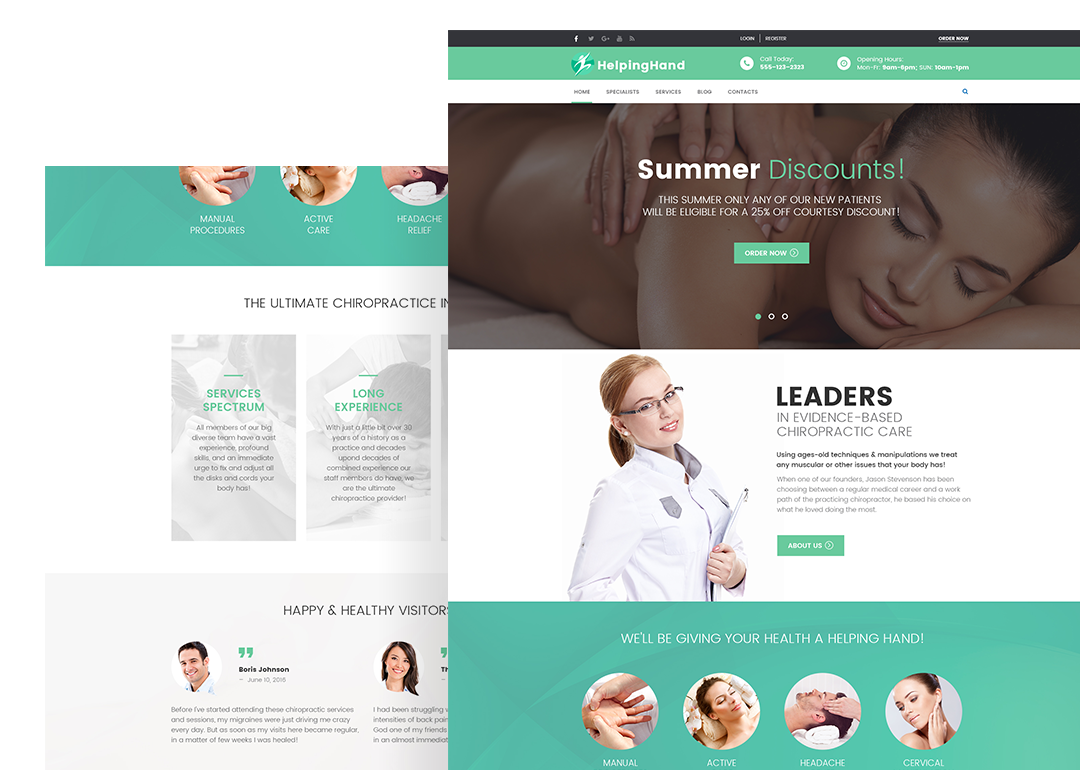 LOGIN
REGISTER
ORDER NOW
HelpingHand
Call Today:
555-123-2323
Opening Hours:
Mon-Fr: 9am-6pm; SUN: 10am-1pm
HOME
SPECIALISTS
SERVICES
BLOG
CONTACTS
Summer Discounts!
THIS SUMMER ONLY ANY OF OUR NEW PATIENTS
WILL BE ELIGIBLE FOR A 25% OFF COURTESY DISCOUNT!
ORDER NOW
LEADERS
IN EVIDENCE-BASED
CHIROPRACTIC CARE
Using ages-old techniques & manipulations we treat
any muscular or other issues that your body has!
When one of our founders, Jason Stevenson has been
choosing between a regular medical career and a work
path of the practicing chiropractor, he based his choice on
what he loved doing the most.
ABOUT US
WE'LL BE GIVING YOUR HEALTH A HELPING HAND!
MANUAL
ACTIVE
HEADACHE
CERVICAL
MANUAL
PROCEDURES
ACTIVE
CARE
HEADACHE
RELIEF
THE ULTIMATE CHIROPRACTICE IN
SERVICES
SPECTRUM
All members of our big
diverse team have a vast
experience, profound
skills, and an immediate
urge to fix and adjust all
the disks and cords your
body has!
LONG
EXPERIENCE
With just a little bit over 30
years of a history as a
practice and decades
upond decades of
combined experience our
staff members do have, we
are the ultimate
chiropractice provider!
HAPPY & HEALTHY VISITORS
Boris Johnson
– June 10, 2016
Before I've started attending these chiropractic services
and sessions, my migraines were just driving me crazy
every day. But as soon as my visits here became regular,
in a matter of few weeks I was healed!
Th
I had been struggling
intensities of back pain
God one of my friends
in an almost immediat